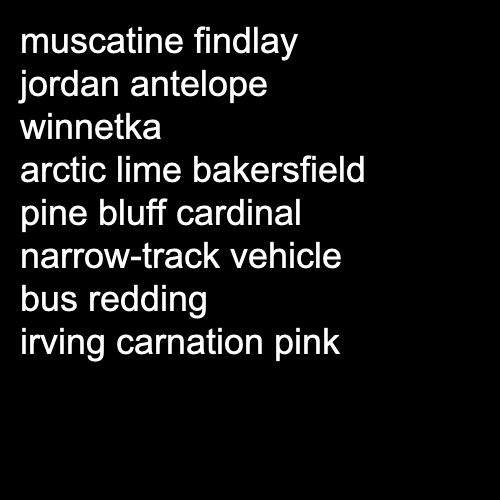 muscatine findlay
jordan antelope
winnetka
arctic lime bakersfield
pine bluff cardinal
narrow-track vehicle
bus redding
irving carnation pink